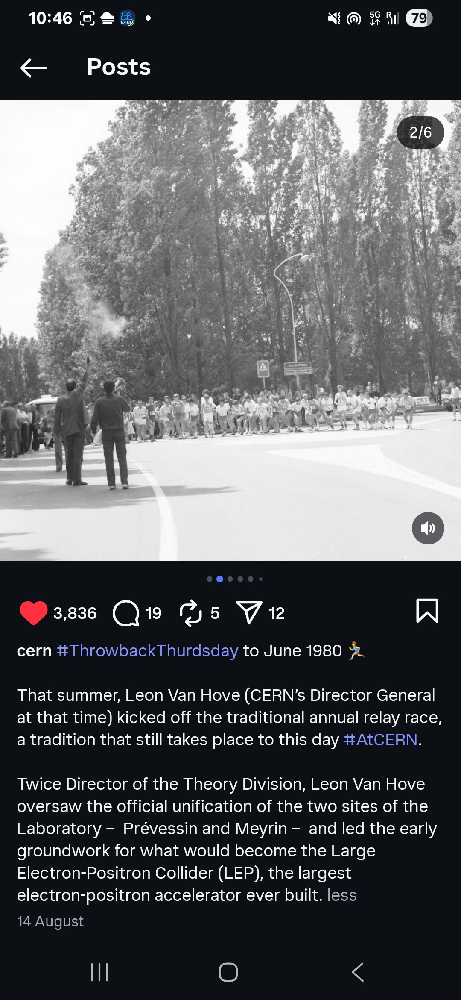 10:46
FAMIGLIE
5G
R
79
Posts
2/6
Rte SCHERRER
3,836
19
5
12
cern #ThrowbackThurdsday to June 1980
That summer, Leon Van Hove (CERN’s Director General
at that time) kicked off the traditional annual relay race,
a tradition that still takes place to this day #AtCERN.
Twice Director of the Theory Division, Leon Van Hove
oversaw the official unification of the two sites of the
Laboratory –  Prévessin and Meyrin –  and led the early
groundwork for what would become the Large
Electron-Positron Collider (LEP), the largest
electron-positron accelerator ever built. less
14 August